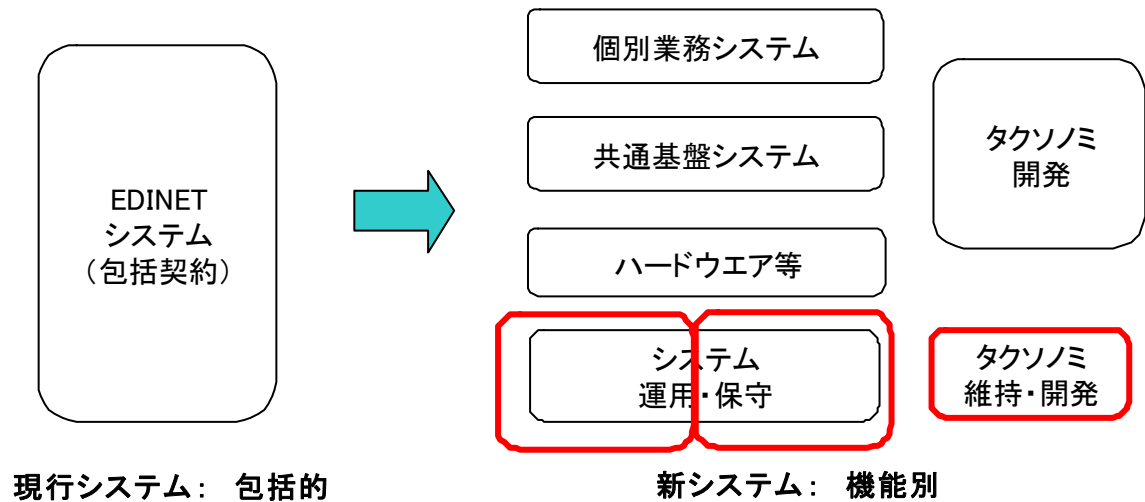 EDINET
システム
（包括契約）
現行システム： 包括的
個別業務システム
共通基盤システム
ハードウエア等
システム
運用・保守
タクソノミ
開発
タクソノミ
維持・開発
新システム： 機能別